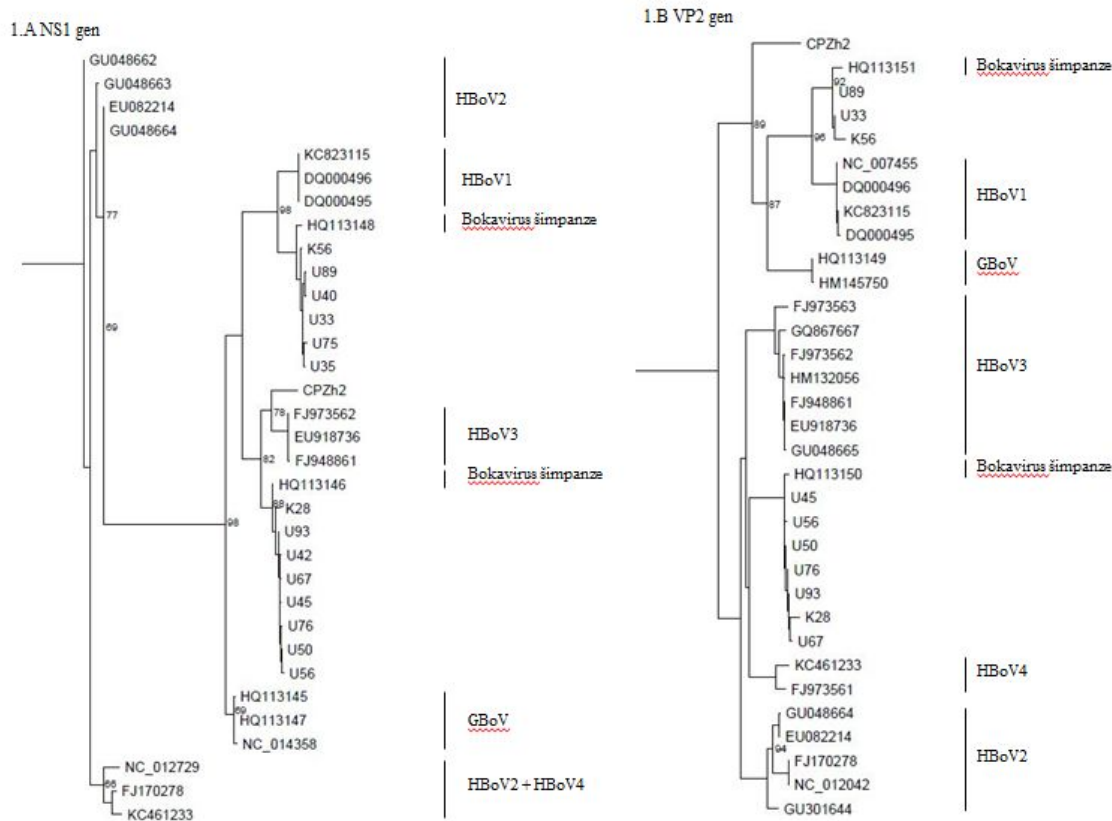 1.A NS1 gen
GU048662
GU048663
EU082214
GU048664
HBoV2
77
69
KC823115
DQ000496
DQ000495
HBoV1
98
HQ113148
Bokavirus šimpanze
K56
U89
U40
U33
U75
U35
CPZh2
78
FJ973562
EU918736
FJ948861
HBoV3
82
HQ113146
Bokavirus šimpanze
88
K28
U93
U42
U67
U45
U76
U50
U56
98
HQ113145
69
HQ113147
NC_014358
GBoV
NC_012729
66
FJ170278
KC461233
HBoV2 + HBoV4
1.B VP2 gen
CPZh2
HQ113151
Bokavirus šimpanze
92
U89
U33
K56
89
96
NC_007455
DQ000496
KC823115
DQ000495
HBoV1
87
HQ113149
HM145750
GBoV
FJ973563
GQ867667
FJ973562
HM132056
FJ948861
EU918736
GU048665
HBoV3
HQ113150
Bokavirus šimpanze
U45
U56
U50
U76
U93
K28
U67
KC461233
FJ973561
HBoV4
GU048664
EU082214
94
FJ170278
NC_012042
GU301644
HBoV2